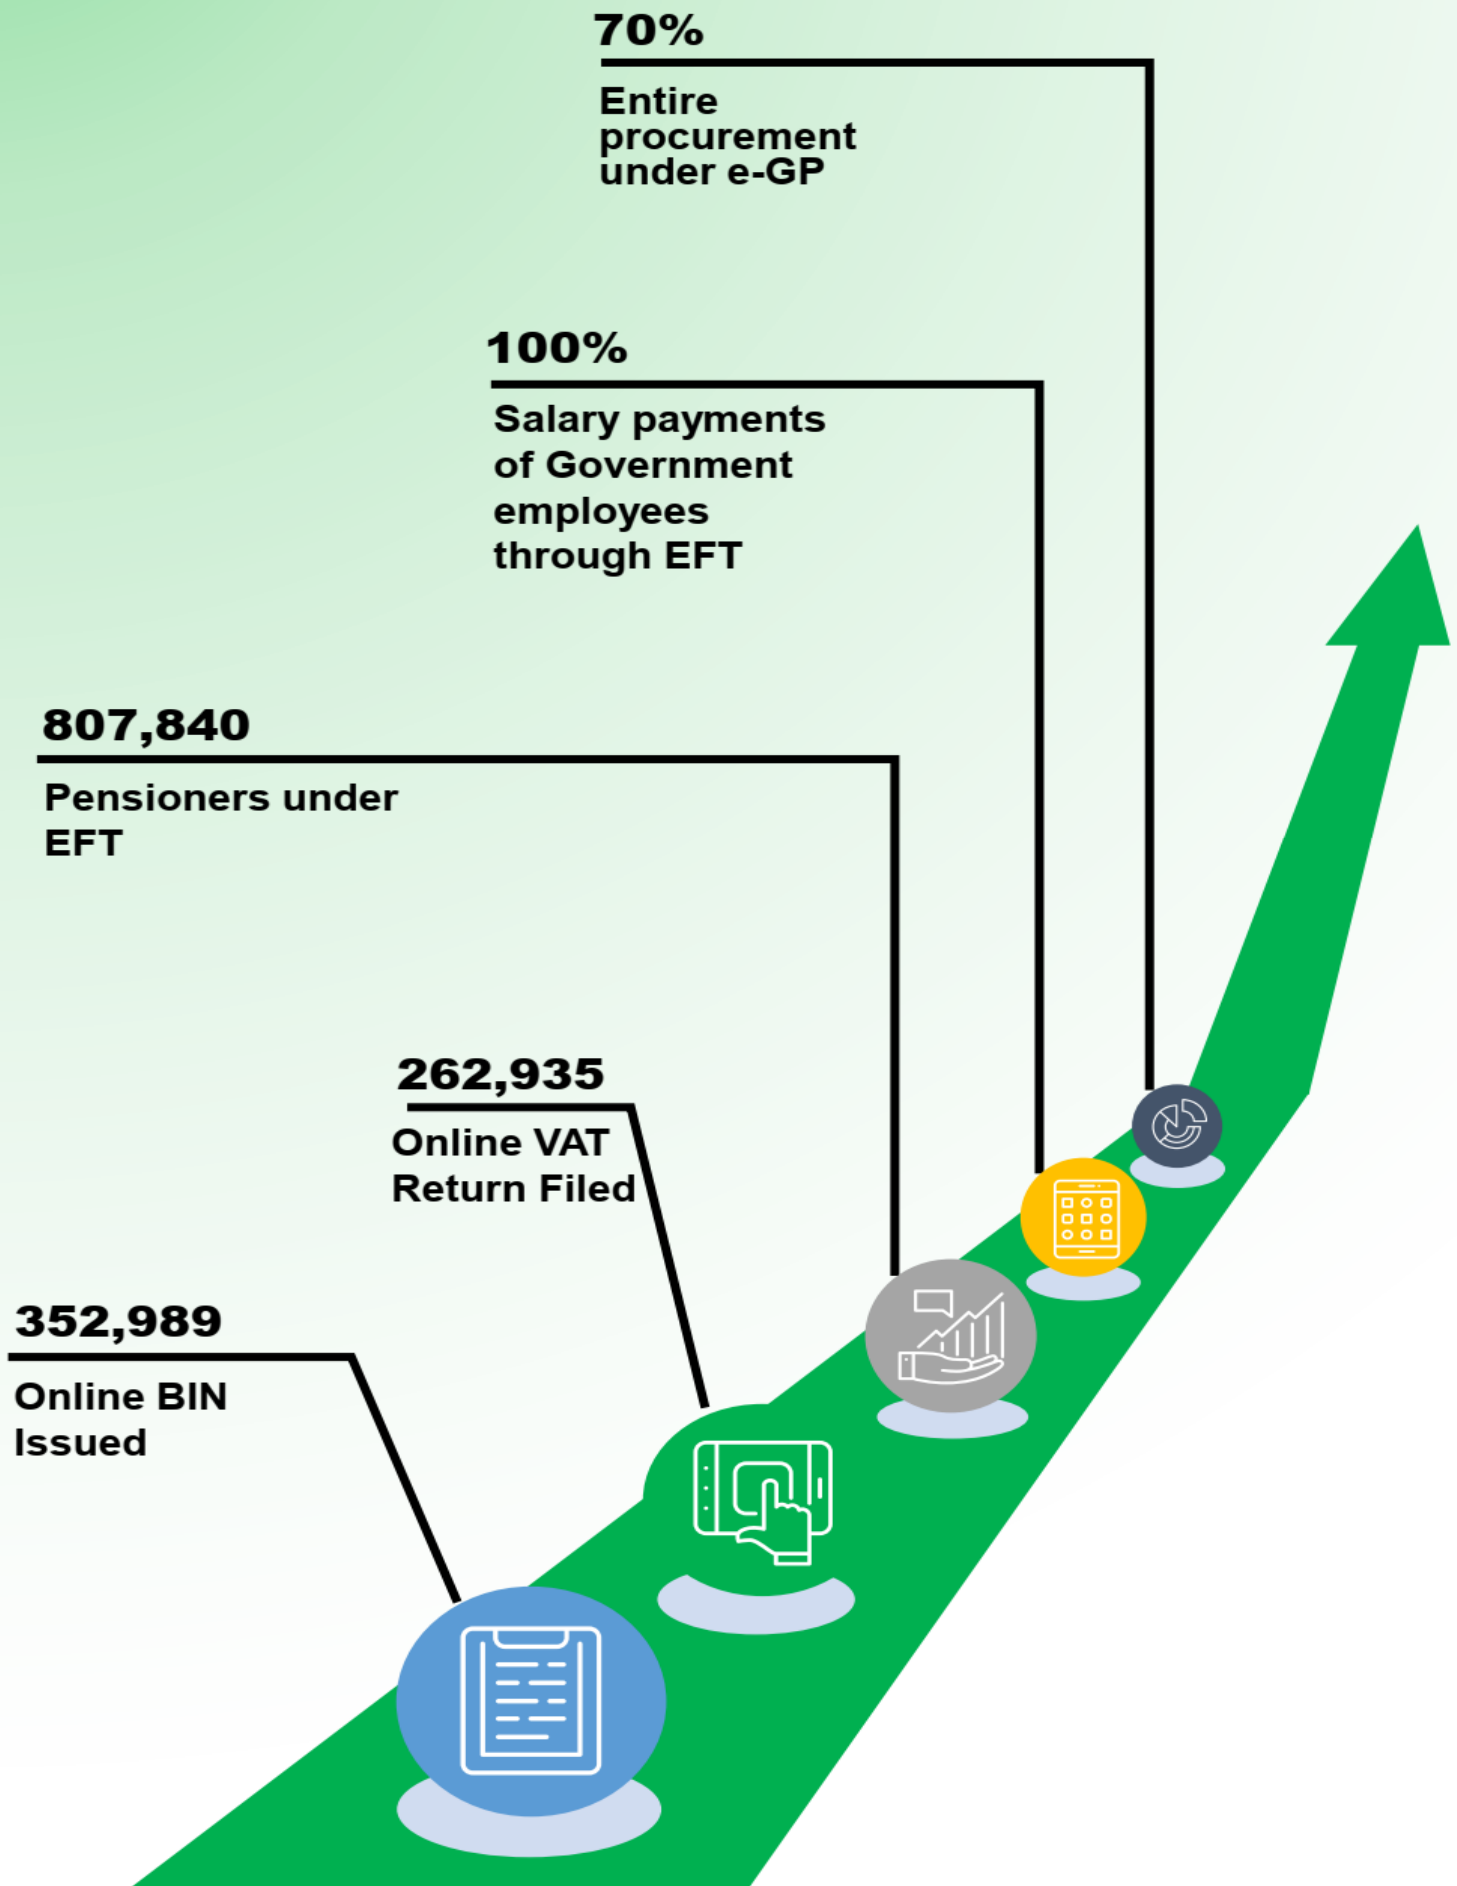 70%
Entire
procurement
under e-GP
100%
Salary payments
of Government
employees
through EFT
807,840
Pensioners under
EFT
262,935
Online VAT
Return Filed
352,989
Online BIN
Issued